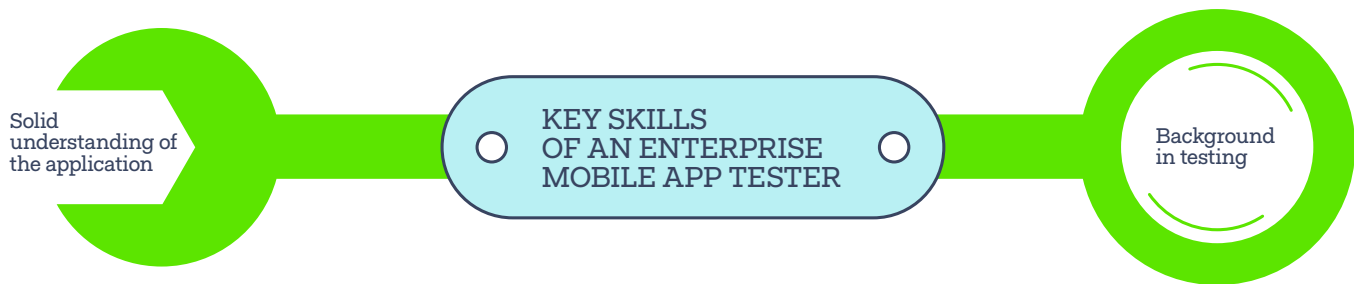 Solid
understanding of
the application
KEY SKILLS
OF AN ENTERPRISE
MOBILE APP TESTER
Background
in testing